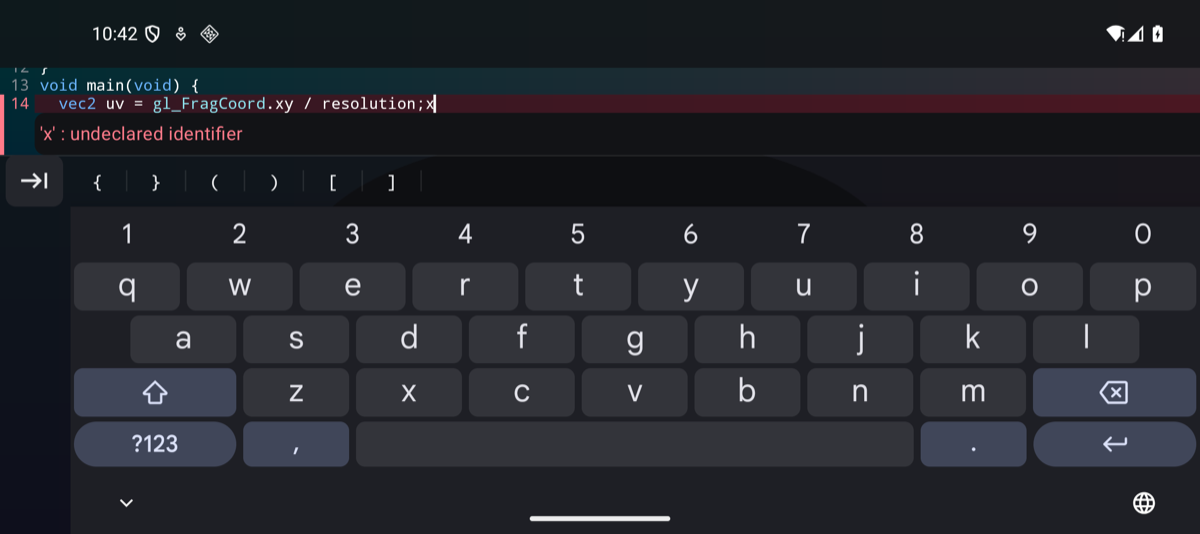 10:42
12 }
13 void main(void) {
14 vec2 uv = gl_FragCoord.xy / resolution;x
'x' : undeclared identifier
{ } ( ) [ ]
1 2 3 4 5 6 7 8 9 0
q w e r t y u i o p
a s d f g h j k l
z x c v b n m
?123 , .